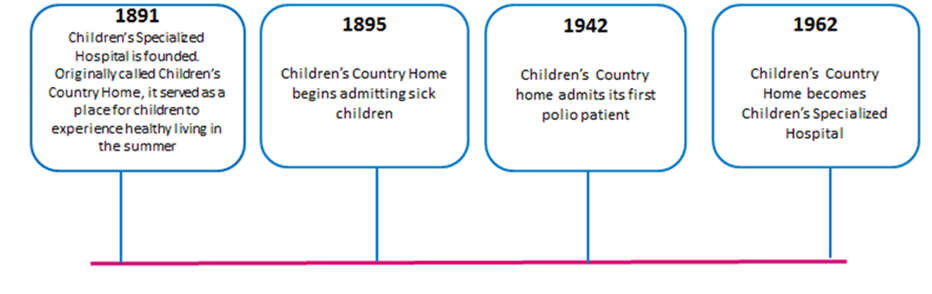 1891
Children's Specialized
Hospital is founded.
Originally called Children's
Country Home, it served as a
place for children to
experience healthy living in
the summer
1895
Children's Country Home
begins admitting sick
children
1942
Children's Country
home admits its first
polio patient
1962
Children's Country
Home becomes
Children's Specialized
Hospital